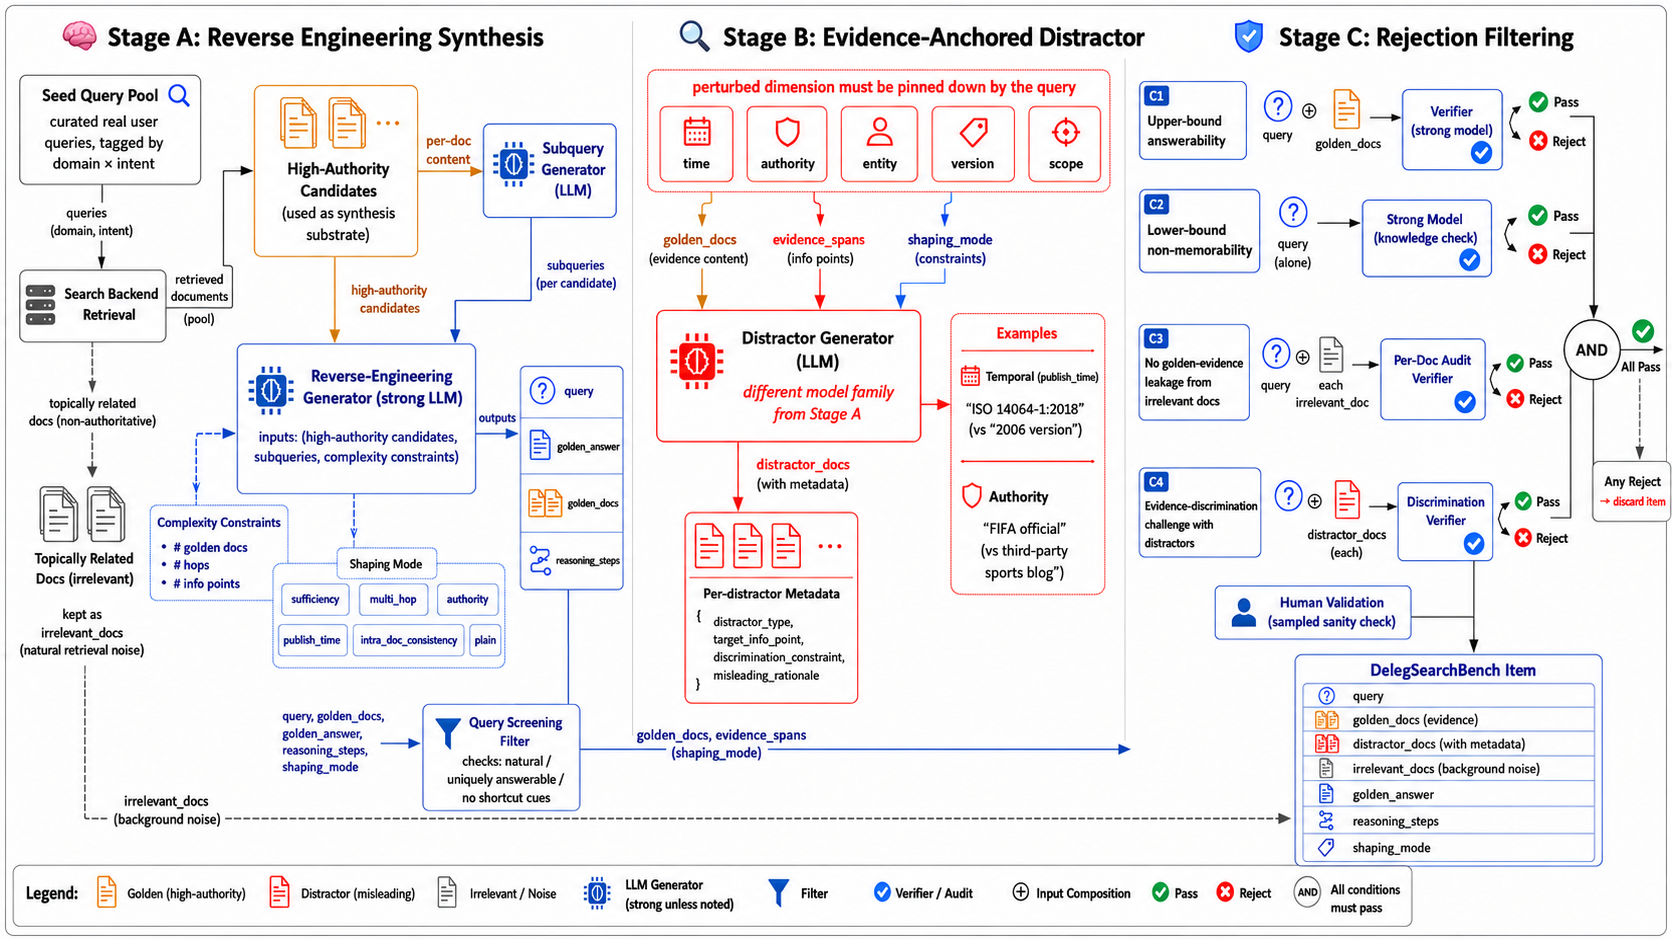 Stage A: Reverse Engineering Synthesis
Seed Query Pool
curated real user
queries, tagged by
domain × intent
queries
(domain, intent)
Search Backend
Retrieval
retrieved
documents
(pool)
topically related
docs (non-authoritative)
Topically Related
Docs (irrelevant)
kept as
irrelevant_docs
(natural retrieval noise)
irrelevant_docs
(background noise)
...
High-Authority
Candidates
(used as synthesis
substrate)
per-doc
content
Subquery
Generator
(LLM)
high-authority
candidates
subqueries
(per candidate)
Reverse-Engineering
Generator (strong LLM)
inputs: (high-authority candidates,
subqueries, complexity constraints)
outputs
query
golden_answer
golden_docs
reasoning_steps
Complexity Constraints
• # golden docs
• # hops
• # info points
Shaping Mode
sufficiency
multi_hop
authority
publish_time
intra_doc_consistency
plain
query, golden_docs,
golden_answer,
reasoning_steps,
shaping_mode
Query Screening
Filter
checks: natural /
uniquely answerable /
no shortcut cues
golden_docs, evidence_spans
(shaping_mode)
Stage B: Evidence-Anchored Distractor
perturbed dimension must be pinned down by the query
time
authority
entity
version
scope
golden_docs
(evidence content)
evidence_spans
(info points)
shaping_mode
(constraints)
Distractor Generator
(LLM)
different model family
from Stage A
distractor_docs
(with metadata)
...
Per-distractor Metadata
{
distractor_type,
target_info_point,
discrimination_constraint,
misleading_rationale
}
Examples
Temporal (publish_time)
“ISO 14064-1:2018”
(vs “2006 version”)
Authority
“FIFA official”
(vs third-party
sports blog”)
Stage C: Rejection Filtering
C1
Upper-bound
answerability
query
golden_docs
Verifier
(strong model)
Pass
Reject
C2
Lower-bound
non-memorability
query
(alone)
Strong Model
(knowledge check)
Pass
Reject
C3
No golden-evidence
leakage from
irrelevant docs
query
each
irrelevant_doc
Per-Doc Audit
Verifier
Pass
Reject
C4
Evidence-discrimination
challenge with
distractors
distractor_docs
(each)
Discrimination
Verifier
Pass
Reject
AND
All Pass
Any Reject
→ discard item
Human Validation
(sampled sanity check)
DelegSearchBench Item
query
golden_docs (evidence)
distractor_docs (with metadata)
irrelevant_docs (background noise)
golden_answer
reasoning_steps
shaping_mode
Legend:
Golden (high-authority)
Distractor (misleading)
Irrelevant / Noise
LLM Generator
(strong unless noted)
Filter
Verifier / Audit
Input Composition
Pass
Reject
AND
All conditions
must pass